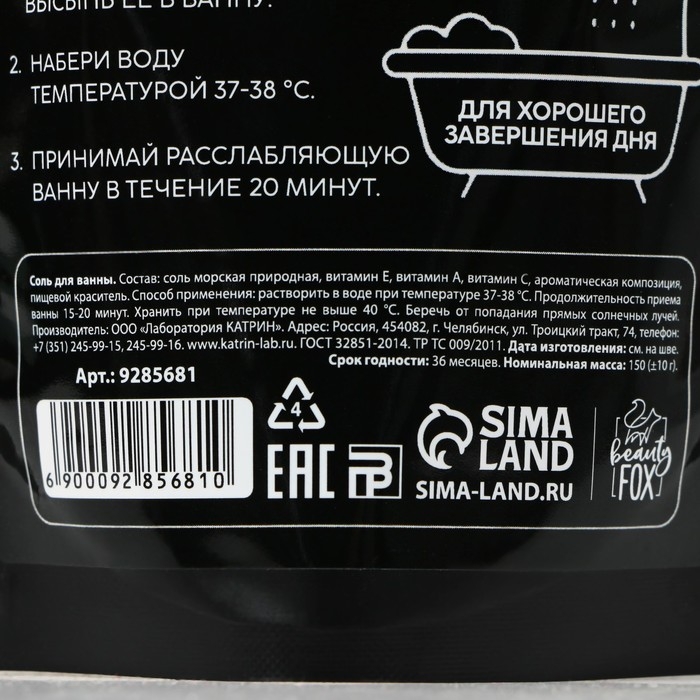 ВЫСЫПЬ ЕЁ В ВАННУ.
2. НАБЕРИ ВОДУ
ТЕМПЕРАТУРОЙ 37-38 °С.
3. ПРИНИМАЙ РАССЛАБЛЯЮЩУЮ
ВАННУ В ТЕЧЕНИЕ 20 МИНУТ.
ДЛЯ ХОРОШЕГО
ЗАВЕРШЕНИЯ ДНЯ
Соль для ванны. Состав: соль морская природная, витамин Е, витамин А, витамин С, ароматическая композиция,
пищевой краситель. Способ применения: растворить в воде при температуре 37-38 °С. Продолжительность приема
ванны 15-20 минут. Хранить при температуре не выше 40 °С. Беречь от попадания прямых солнечных лучей.
Производитель: ООО «Лаборатория КАТРИН». Адрес: Россия, 454082, г. Челябинск, ул. Троицкий тракт, 74, телефон:
+7 (351) 245-99-15, 245-99-16. www.katrin-lab.ru. ГОСТ 32851-2014. ТР ТС 009/2011. Дата изготовления: см. на шве.
Срок годности: 36 месяцев. Номинальная масса: 150 (±10 г).
Арт.: 9285681
6 900092 856810
4
EAC
РВ
SIMA
LAND
SIMA-LAND.RU
beauty
FOX